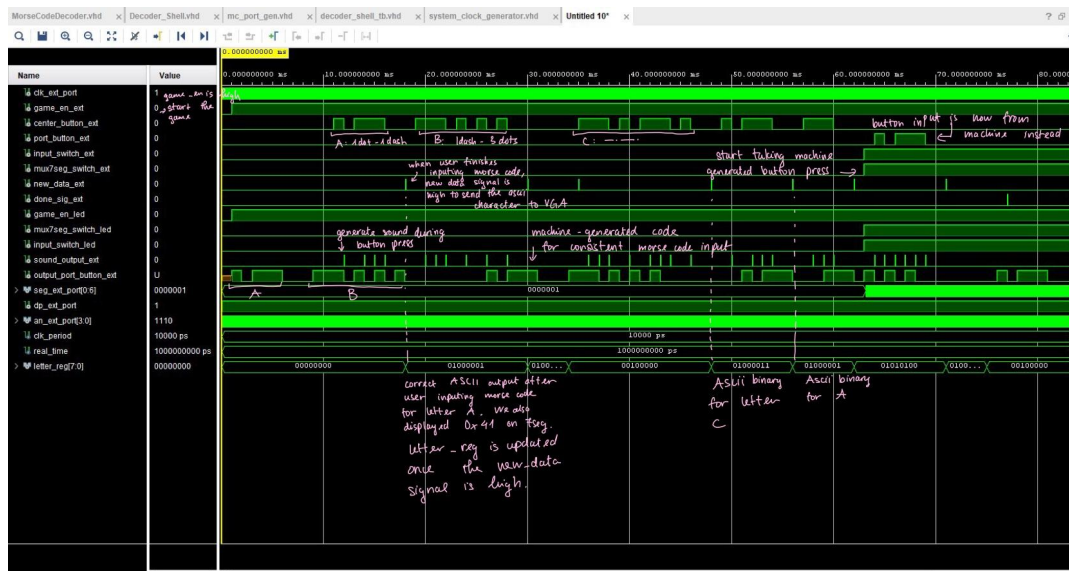 MorseCodeDecoder.vhd × Decoder_Shell.vhd × mc_port_gen.vhd × decoder_shell_tb.vhd × system_clock_generator.vhd × Untitled 10* ×
0.000000000 ms
Name Value 0.000000000 ms 10.000000000 ms 20.000000000 ms 30.000000000 ms 40.000000000 ms 50.000000000 ms 60.000000000 ms 70.000000000 ms 80.0000
clk_ext_port 1
game_en is high
game_en_ext 0
→ start the game
center_button_ext 0
port_button_ext 0
A: 1dot - 1dash
B: 1dash - 3 dots
C: —·—·
button input is now from
machine instead
input_switch_ext 0
start taking machine
mux7seg_switch_ext 0
generated button press →
new_data_ext 0
when user finishes
inputing morse code,
new data signal is
high to send the ascii
character to VGA
done_sig_ext 0
game_en_led 0
mux7seg_switch_led 0
input_switch_led 0
generate sound during
button press
machine-generated code
for consistent morse code input
sound_output_ext 0
output_port_button_ext U
A B
seg_ext_port[0:6] 0000001 0000001
dp_ext_port 1
an_ext_port[3:0] 1110
clk_period 10000 ps 10000 ps
real_time 1000000000 ps 1000000000 ps
letter_reg[7:0] 00000000 00000000 01000001 0100... 00100000 01000011 01000001 01010100 0100... 00100000
correct ASCII output after
user inputing morse code
for letter A. We also
displayed 0x41 on 7seg.
letter_reg is updated
once the new-data
signal is high.
ASCII binary
for letter
C
Ascii binary
for A